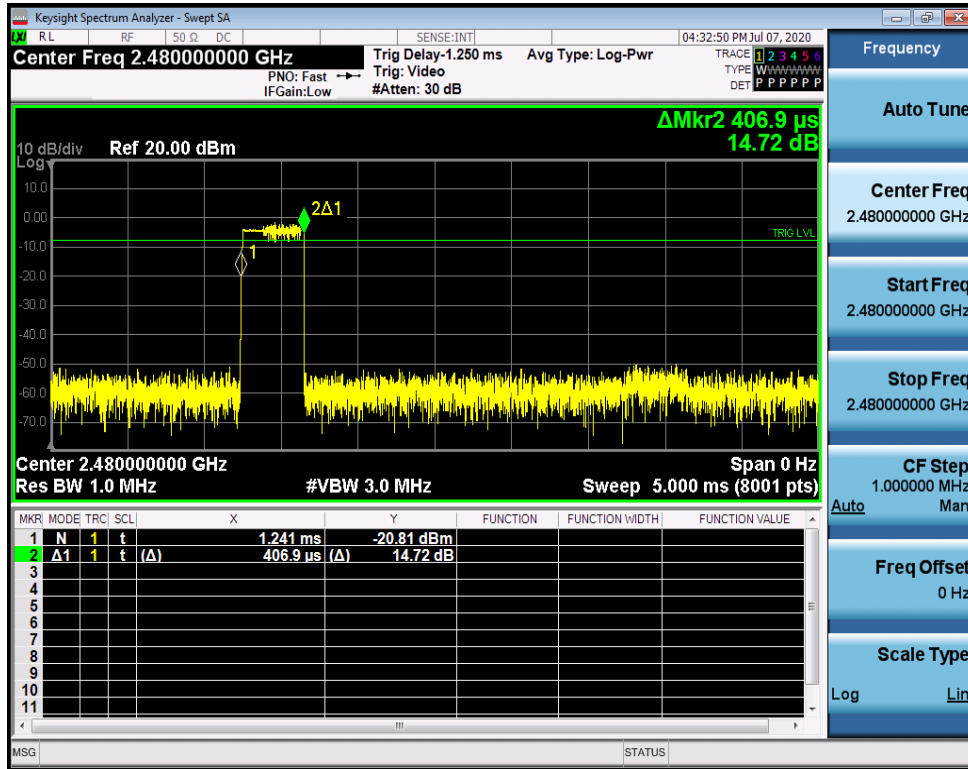 Keysight Spectrum Analyzer - Swept SA
LXI RL RF 50 Ω DC SENSE:INT 04:32:50 PM Jul 07, 2020
Center Freq 2.480000000 GHz
PNO: Fast
IFGain:Low
Trig Delay-1.250 ms
Trig: Video
#Atten: 30 dB
Avg Type: Log-Pwr
TRACE 1 2 3 4 5 6
TYPE WWWWWW
DET P P P P P P
ΔMkr2 406.9 µs
14.72 dB
10 dB/div Ref 20.00 dBm
Log
10.0
0.00
-10.0
-20.0
-30.0
-40.0
-50.0
-60.0
-70.0
2Δ1
TRIG LVL
1
Center 2.480000000 GHz Span 0 Hz
Res BW 1.0 MHz #VBW 3.0 MHz Sweep 5.000 ms (8001 pts)
MKR MODE TRC SCL X Y FUNCTION FUNCTION WIDTH FUNCTION VALUE
1 N 1 t 1.241 ms -20.81 dBm
2 Δ1 1 t (Δ) 406.9 µs (Δ) 14.72 dB
3
4
5
6
7
8
9
10
11
MSG STATUS
Frequency
Auto Tune
Center Freq
2.480000000 GHz
Start Freq
2.480000000 GHz
Stop Freq
2.480000000 GHz
CF Step
1.000000 MHz
Auto Man
Freq Offset
0 Hz
Scale Type
Log Lin